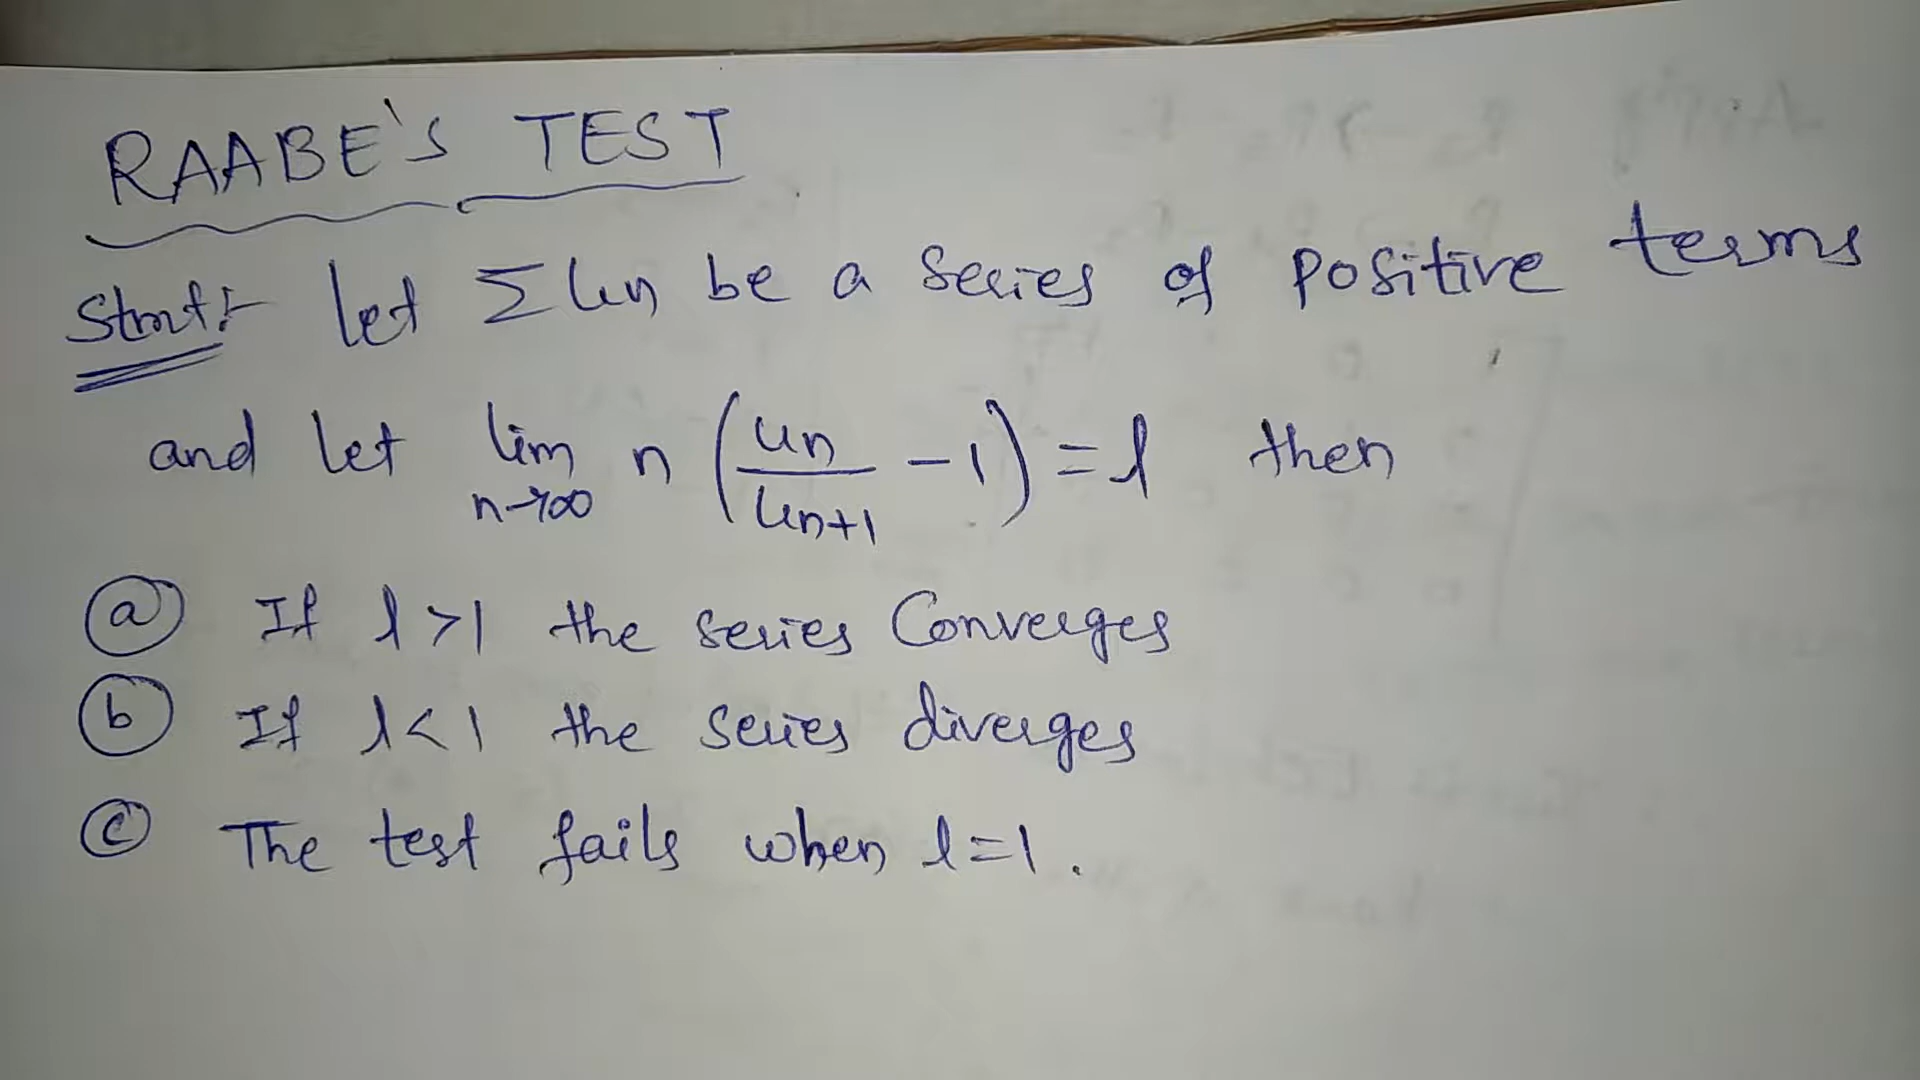 RAABE'S TEST
Stmt:- let Σ un be a series of positive terms
and let lim n→∞ n (un/un+1 - 1) = l then
(a) If l > 1 the series Converges
(b) If l < 1 the series diverges
(c) The test fails when l = 1.